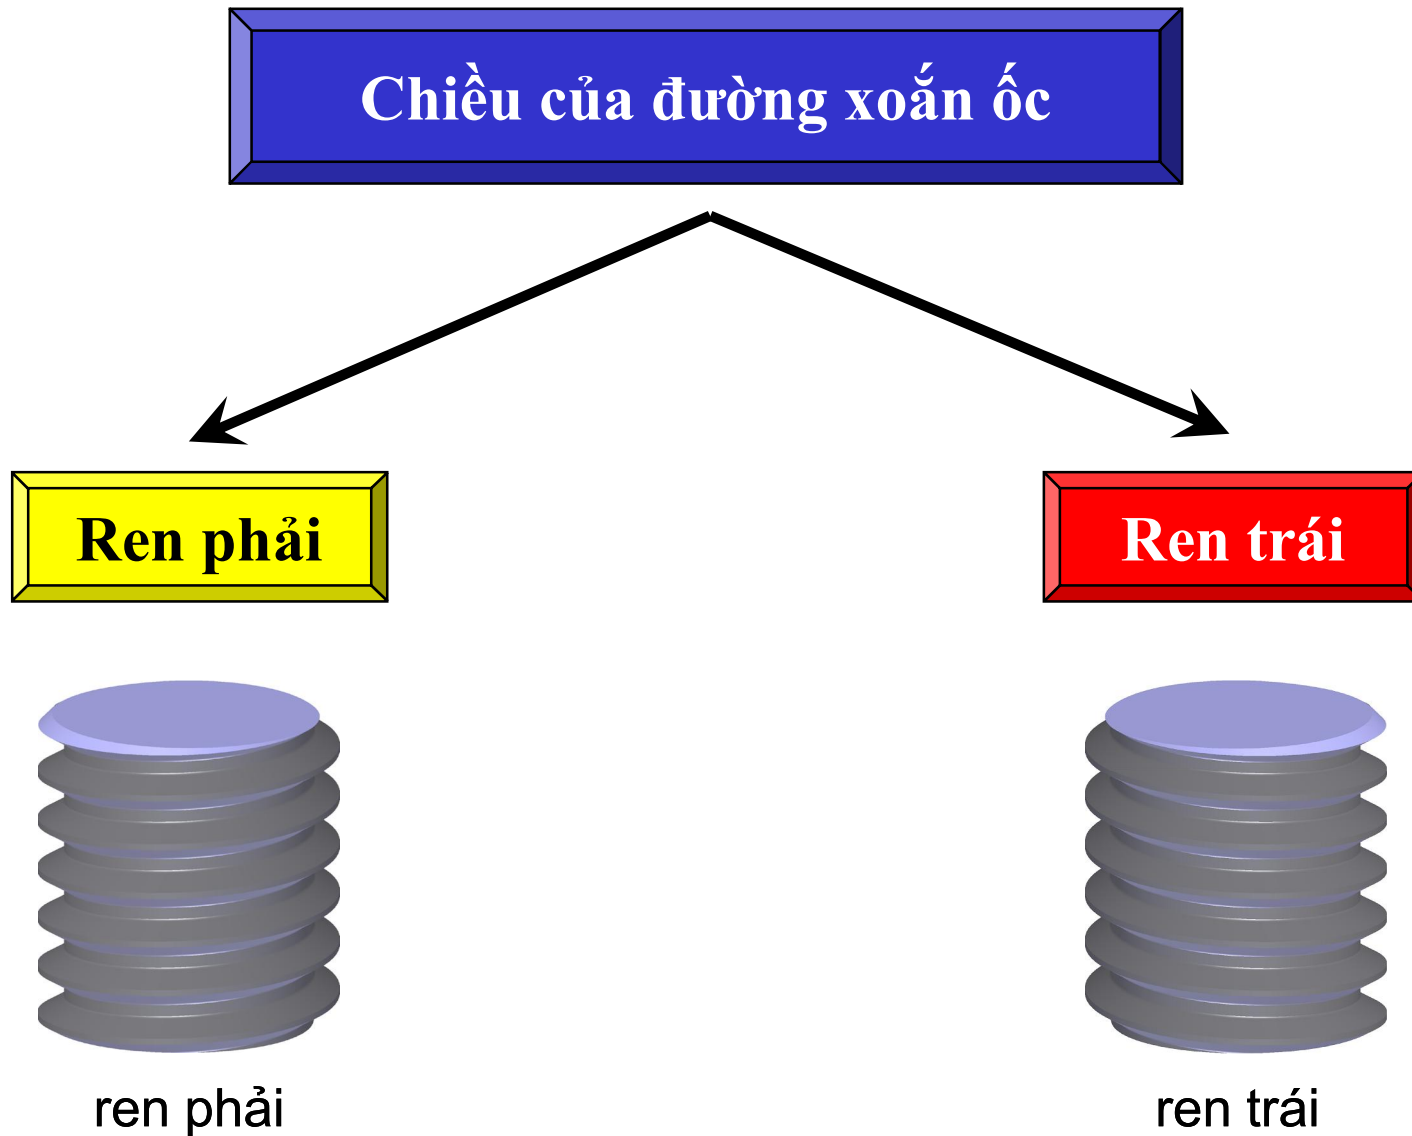 Chiều của đường xoắn ốc
Ren phải
Ren trái
ren phải
ren trái